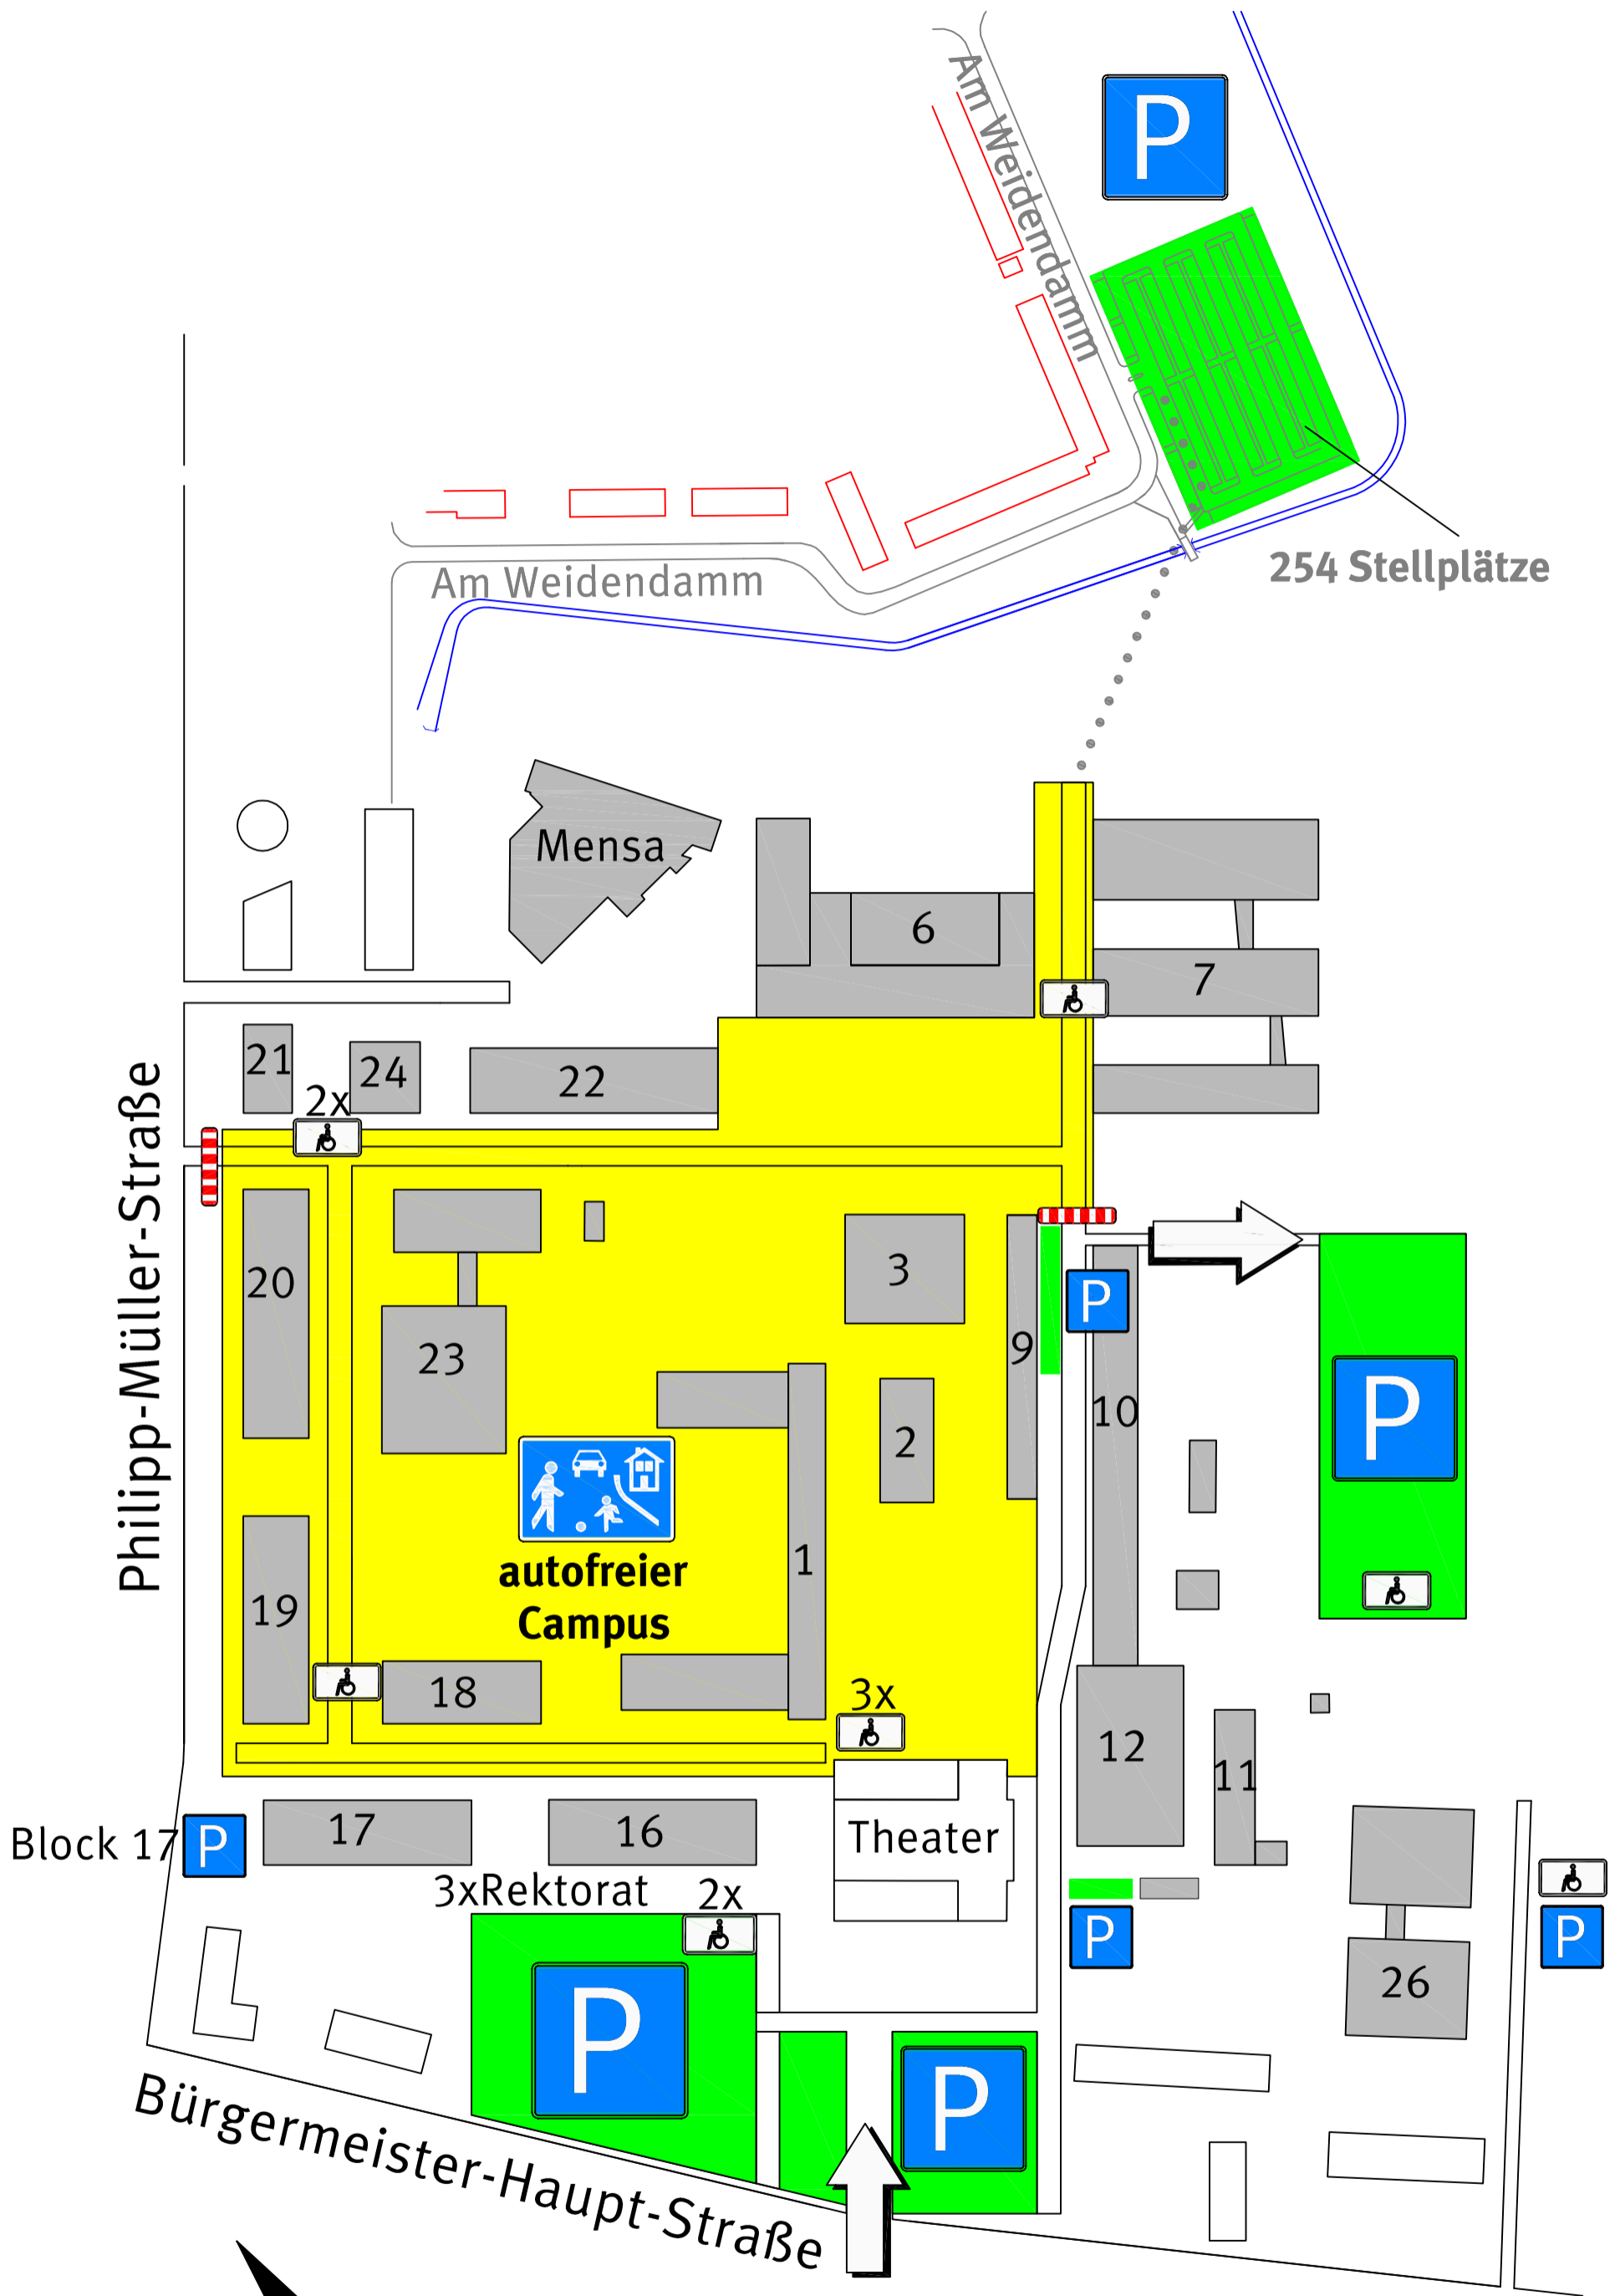 P
Am Weidendamm
254 Stellplätze
Am Weidendamm
Mensa
6
7
21
24
22
2x
Philipp-Müller-Straße
20
23
3
9
P
10
P
2
1
autofreier
Campus
19
18
3x
12
11
Block 17
P
17
16
Theater
3xRektorat
2x
P
P
26
P
P
Bürgermeister-Haupt-Straße